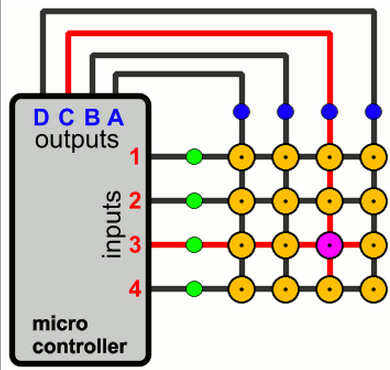 D C B A
outputs
1
2
inputs
3
4
micro
controller